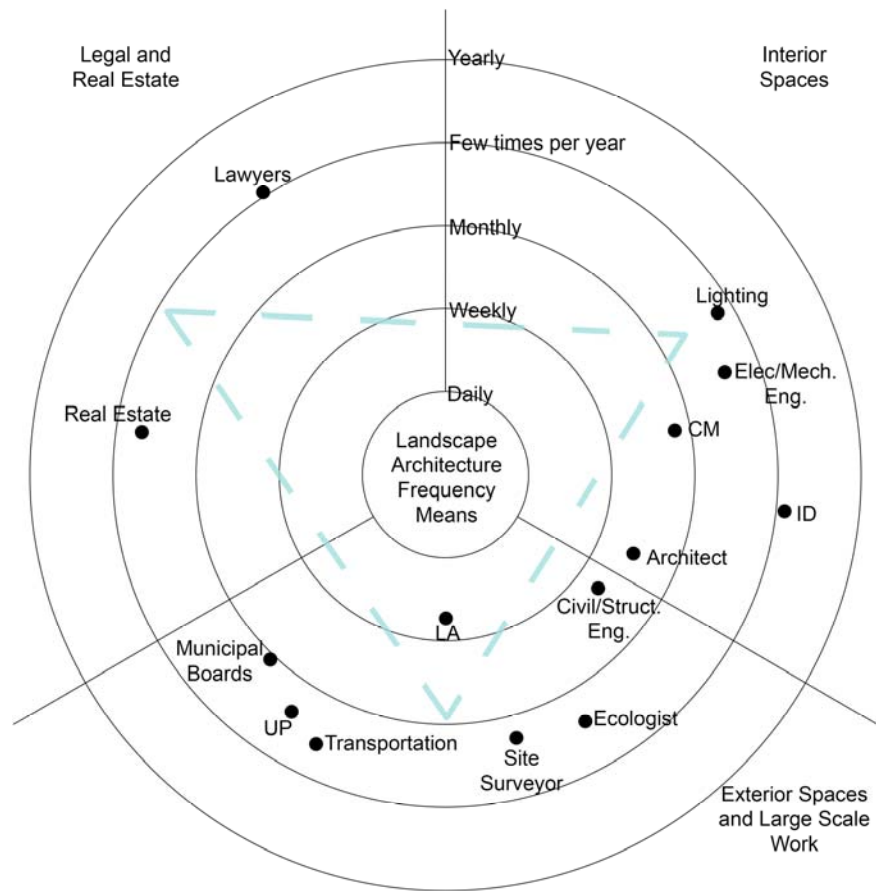 Legal and
Real Estate
Yearly
Interior
Spaces
Few times per year
Lawyers
Monthly
Lighting
Weekly
Elec/Mech.
Eng.
Daily
Real Estate
CM
Landscape
Architecture
Frequency
Means
ID
Architect
Civil/Struct.
Eng.
LA
Municipal
Boards
UP
Transportation
Ecologist
Site
Surveyor
Exterior Spaces
and Large Scale
Work